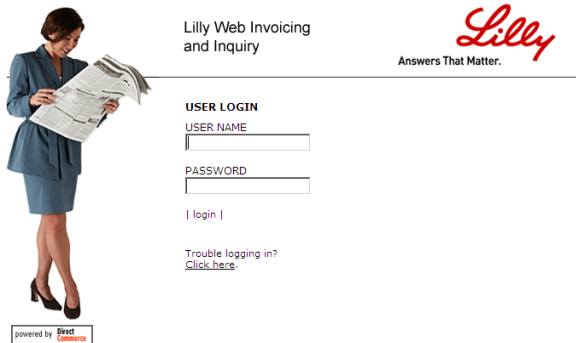 Lilly Web Invoicing
and Inquiry
Lilly
Answers That Matter.
USER LOGIN
USER NAME
PASSWORD
| login |
Trouble logging in?
Click here.
powered by Direct
Commerce